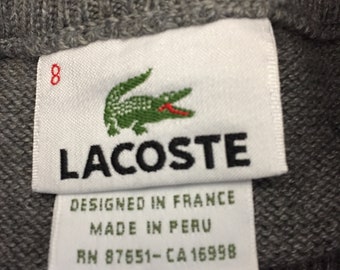 8
LACOSTE
DESIGNED IN FRANCE
MADE IN PERU
RN 87651-CA 16998